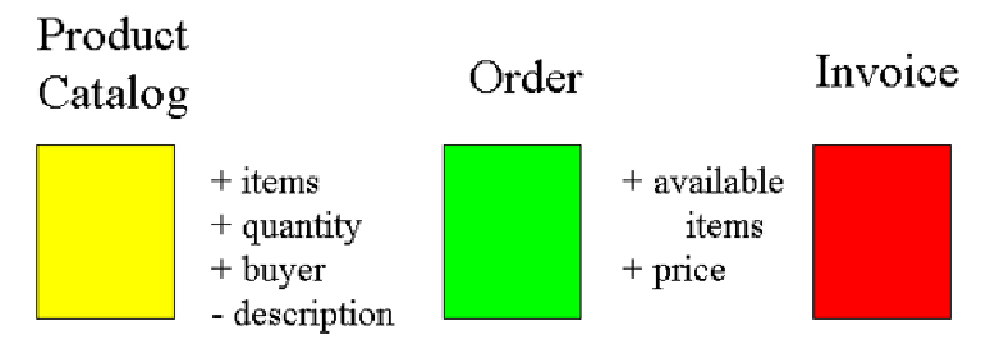 Product
Catalog
+ items
+ quantity
+ buyer
- description
Order
+ available
items
+ price
Invoice